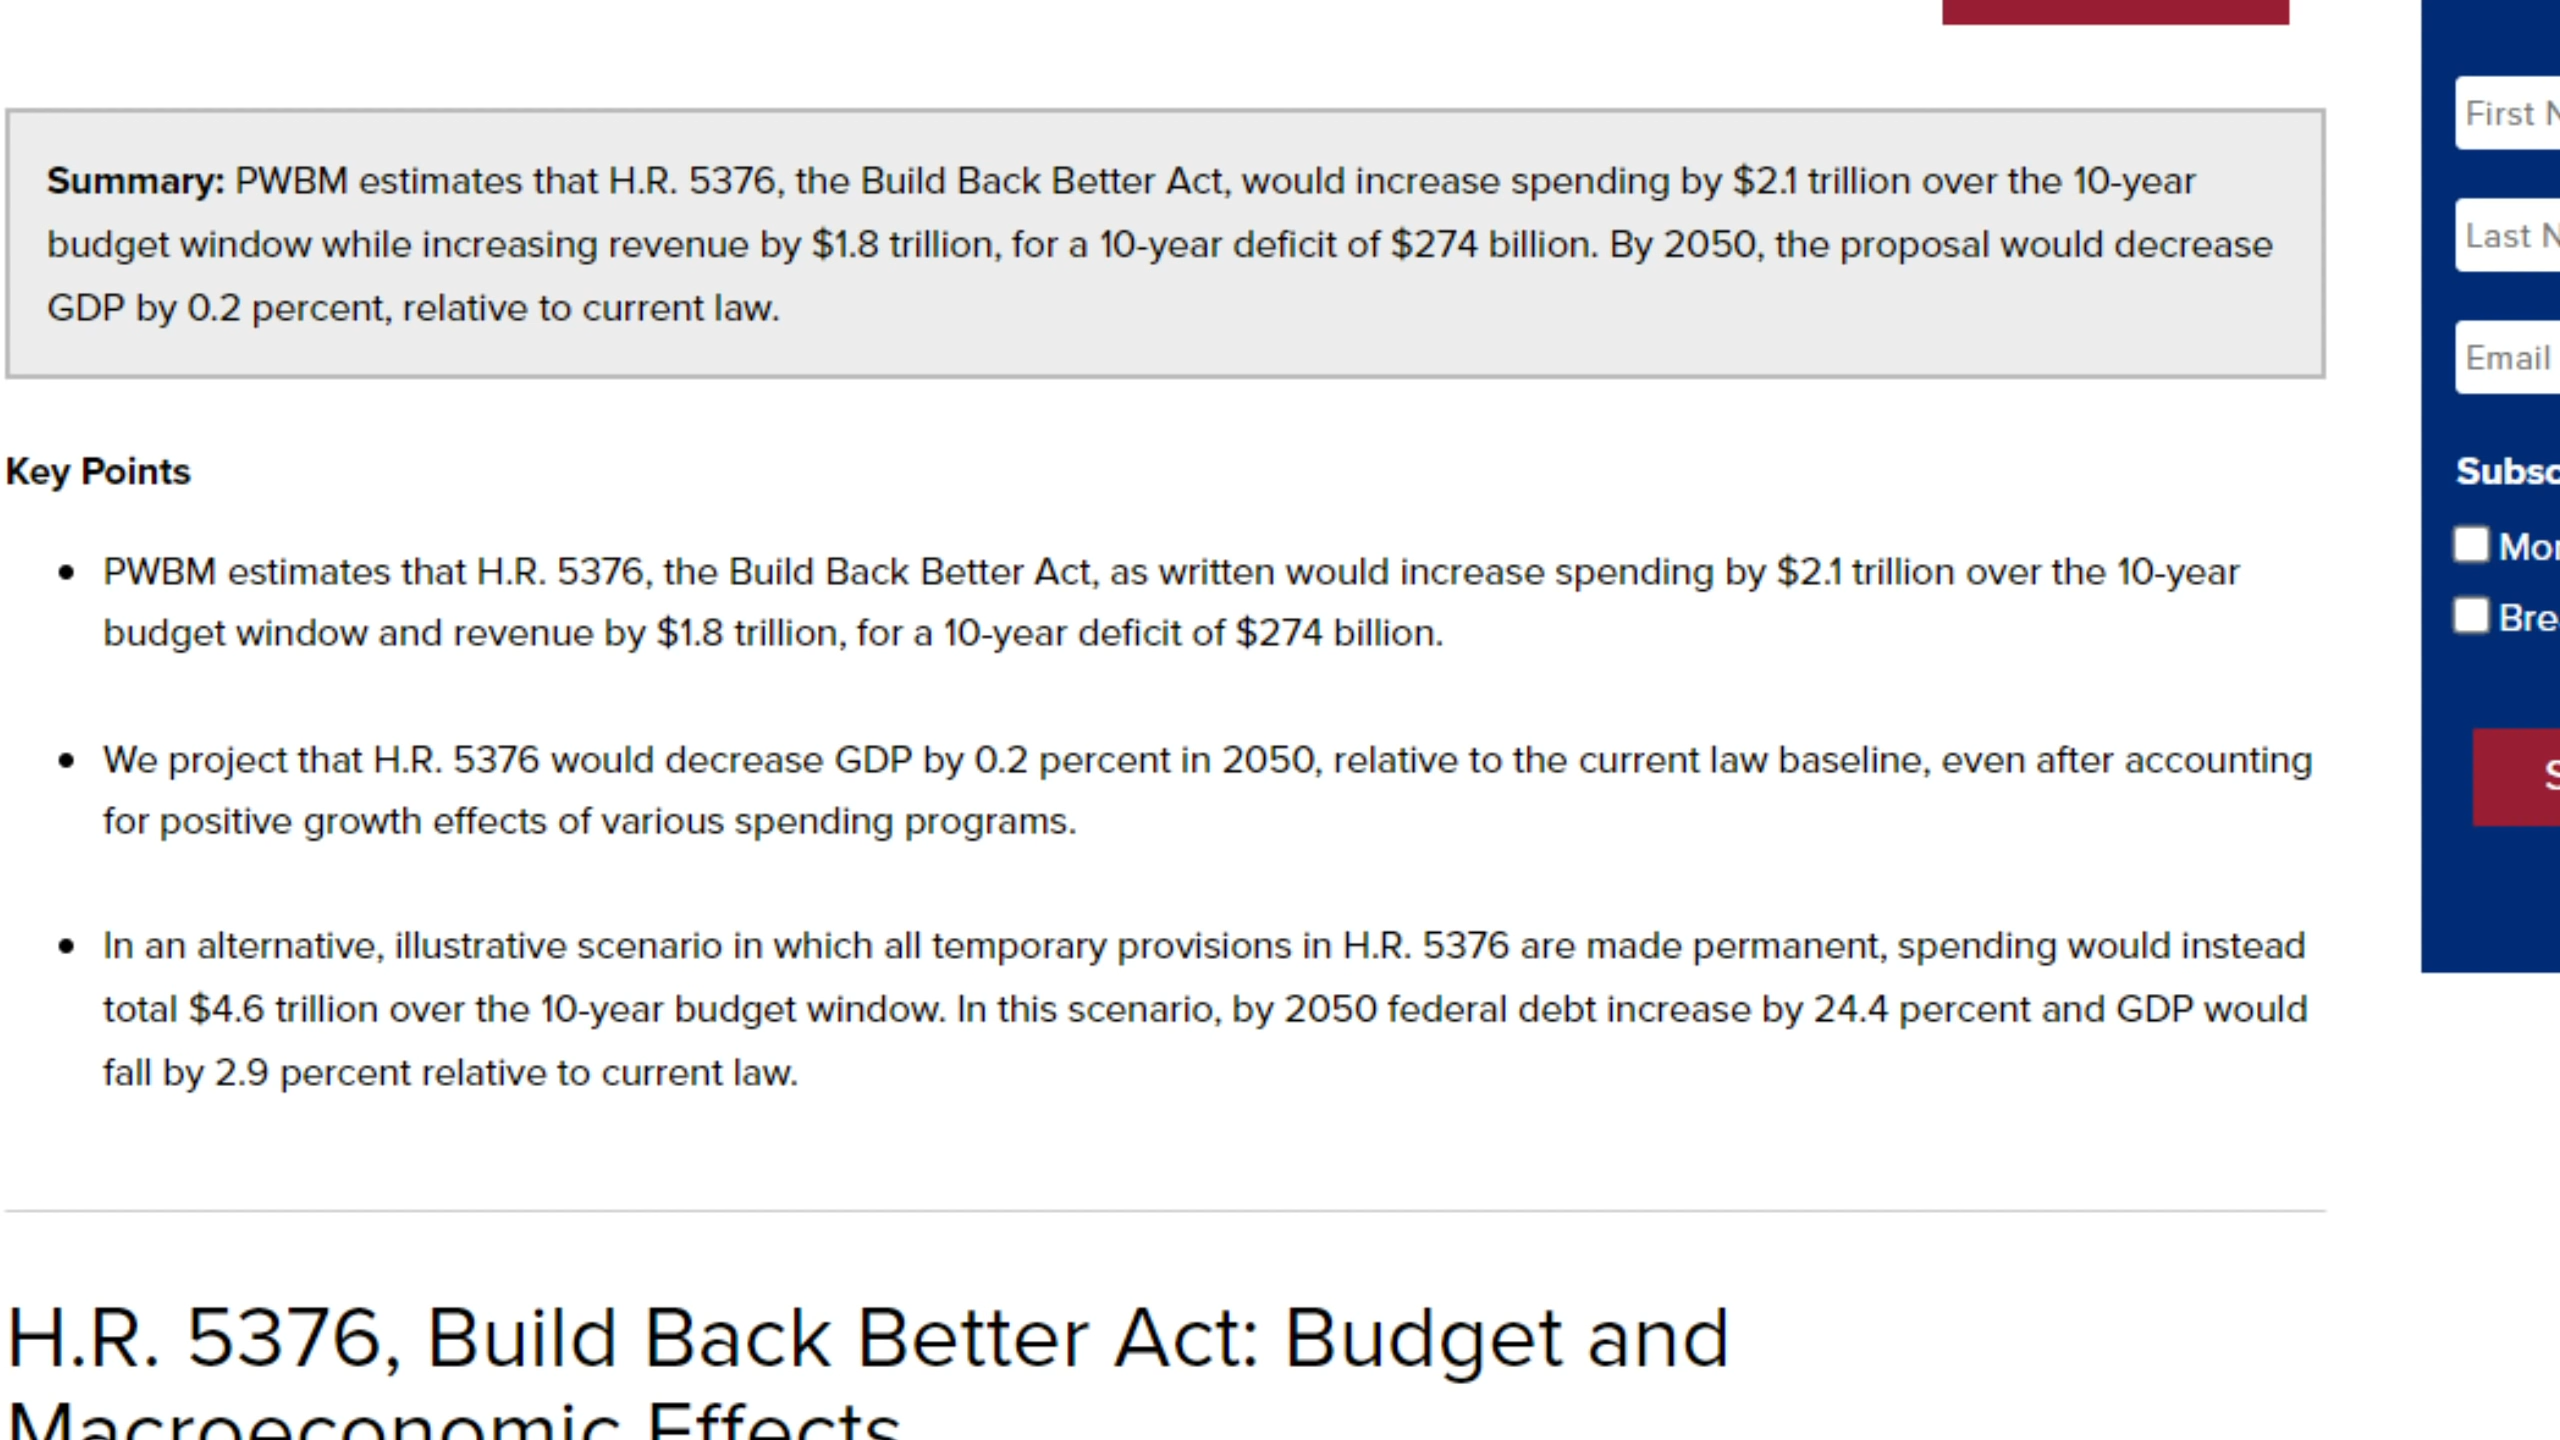 Summary: PWBM estimates that H.R. 5376, the Build Back Better Act, would increase spending by $2.1 trillion over the 10-year
budget window while increasing revenue by $1.8 trillion, for a 10-year deficit of $274 billion. By 2050, the proposal would decrease
GDP by 0.2 percent, relative to current law.
Key Points
• PWBM estimates that H.R. 5376, the Build Back Better Act, as written would increase spending by $2.1 trillion over the 10-year
budget window and revenue by $1.8 trillion, for a 10-year deficit of $274 billion.
• We project that H.R. 5376 would decrease GDP by 0.2 percent in 2050, relative to the current law baseline, even after accounting
for positive growth effects of various spending programs.
• In an alternative, illustrative scenario in which all temporary provisions in H.R. 5376 are made permanent, spending would instead
total $4.6 trillion over the 10-year budget window. In this scenario, by 2050 federal debt increase by 24.4 percent and GDP would
fall by 2.9 percent relative to current law.
H.R. 5376, Build Back Better Act: Budget and
Macroeconomic Effects
First N
Last N
Email
Subsc
Mor
Bre
S